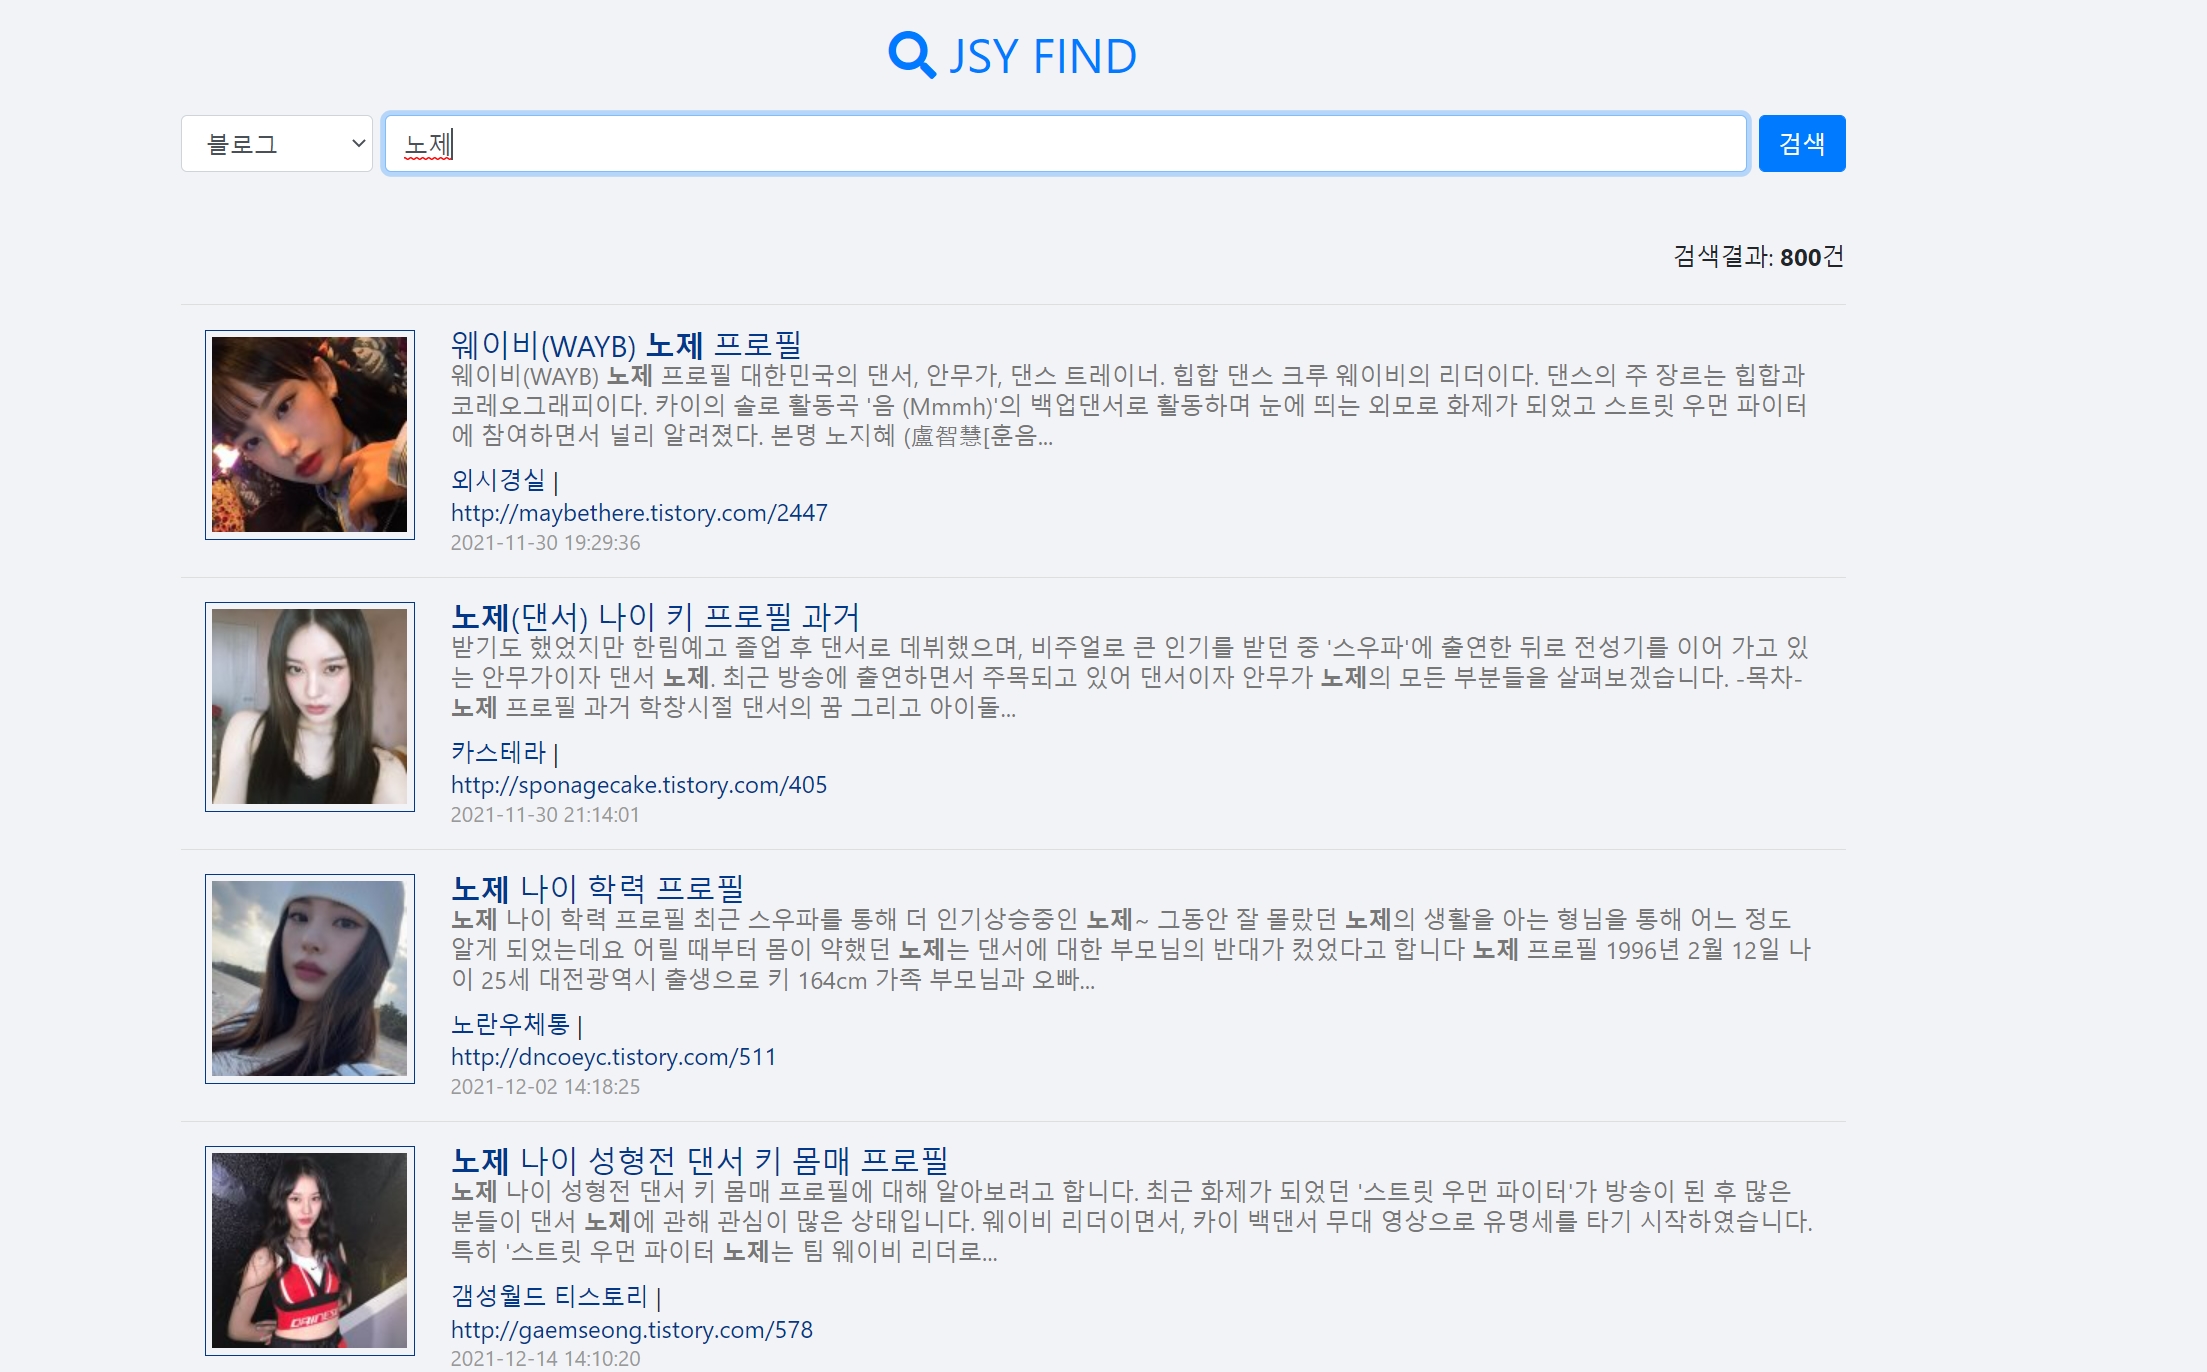 JSY FIND
블로그
노제
검색
검색결과: 800건
웨이비(WAYB) 노제 프로필
웨이비(WAYB) 노제 프로필 대한민국의 댄서, 안무가, 댄스 트레이너. 힙합 댄스 크루 웨이비의 리더이다. 댄스의 주 장르는 힙합과
코레오그래피이다. 카이의 솔로 활동곡 '음 (Mmmh)'의 백업댄서로 활동하며 눈에 띄는 외모로 화제가 되었고 스트릿 우먼 파이터
에 참여하면서 널리 알려졌다. 본명 노지혜 (盧智慧[훈음...
외시경실 |
http://maybethere.tistory.com/2447
2021-11-30 19:29:36
노제(댄서) 나이 키 프로필 과거
받기도 했었지만 한림예고 졸업 후 댄서로 데뷔했으며, 비주얼로 큰 인기를 받던 중 '스우파'에 출연한 뒤로 전성기를 이어 가고 있
는 안무가이자 댄서 노제. 최근 방송에 출연하면서 주목되고 있어 댄서이자 안무가 노제의 모든 부분들을 살펴보겠습니다. -목차-
노제 프로필 과거 학창시절 댄서의 꿈 그리고 아이돌...
카스테라 |
http://sponagecake.tistory.com/405
2021-11-30 21:14:01
노제 나이 학력 프로필
노제 나이 학력 프로필 최근 스우파를 통해 더 인기상승중인 노제~ 그동안 잘 몰랐던 노제의 생활을 아는 형님을 통해 어느 정도
알게 되었는데요 어릴 때부터 몸이 약했던 노제는 댄서에 대한 부모님의 반대가 컸었다고 합니다 노제 프로필 1996년 2월 12일 나
이 25세 대전광역시 출생으로 키 164cm 가족 부모님과 오빠...
노란우체통 |
http://dncoeyc.tistory.com/511
2021-12-02 14:18:25
노제 나이 성형전 댄서 키 몸매 프로필
노제 나이 성형전 댄서 키 몸매 프로필에 대해 알아보려고 합니다. 최근 화제가 되었던 '스트릿 우먼 파이터'가 방송이 된 후 많은
분들이 댄서 노제에 관해 관심이 많은 상태입니다. 웨이비 리더이면서, 카이 백댄서 무대 영상으로 유명세를 타기 시작하였습니다.
특히 '스트릿 우먼 파이터 노제는 팀 웨이비 리더로...
DAINESE
갬성월드 티스토리 |
http://gaemseong.tistory.com/578
2021-12-14 14:10:20